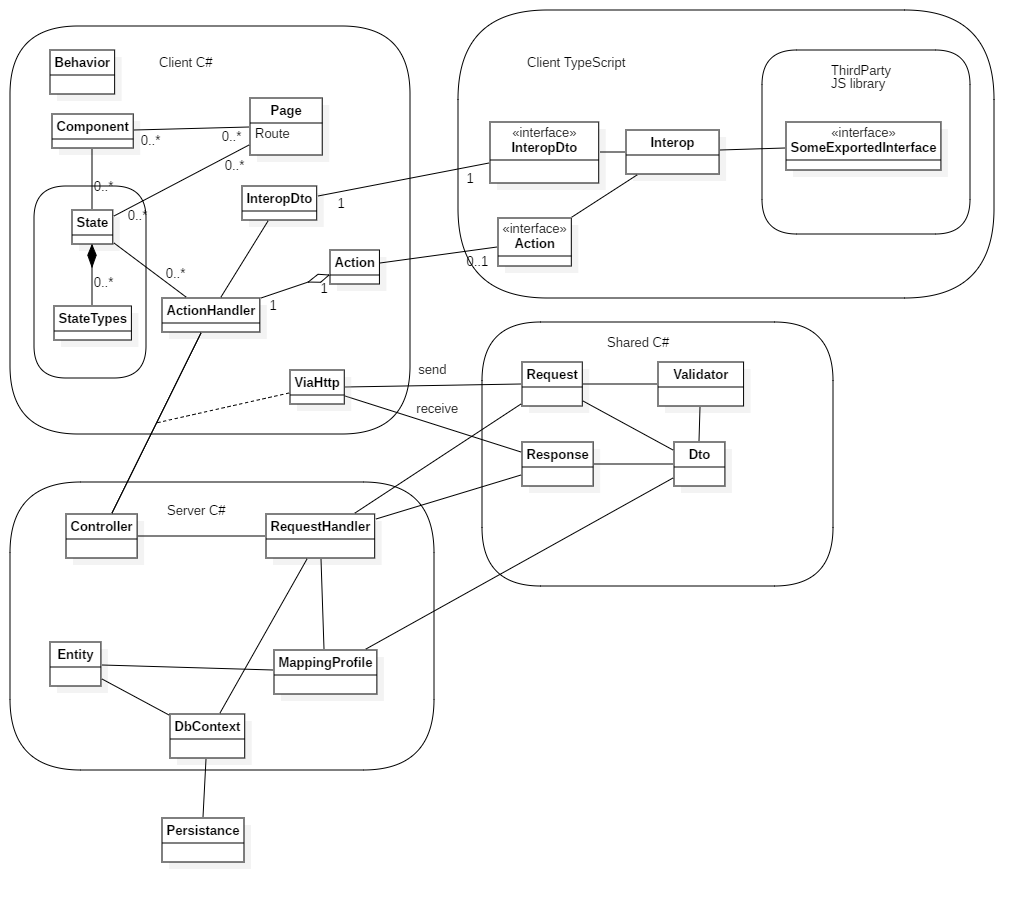 Client C#
Behavior
Component
0..*
0..*
Page
Route
0..*
0..*
0..*
State
0..*
StateTypes
InteropDto
1
0..*
Action
1
ActionHandler
1
ViaHttp
Client TypeScript
«interface»
InteropDto
1
Interop
«interface»
Action
0..1
ThirdParty
JS library
«interface»
SomeExportedInterface
send
receive
Shared C#
Request
Validator
Response
Dto
Server C#
Controller
RequestHandler
Entity
MappingProfile
DbContext
Persistance